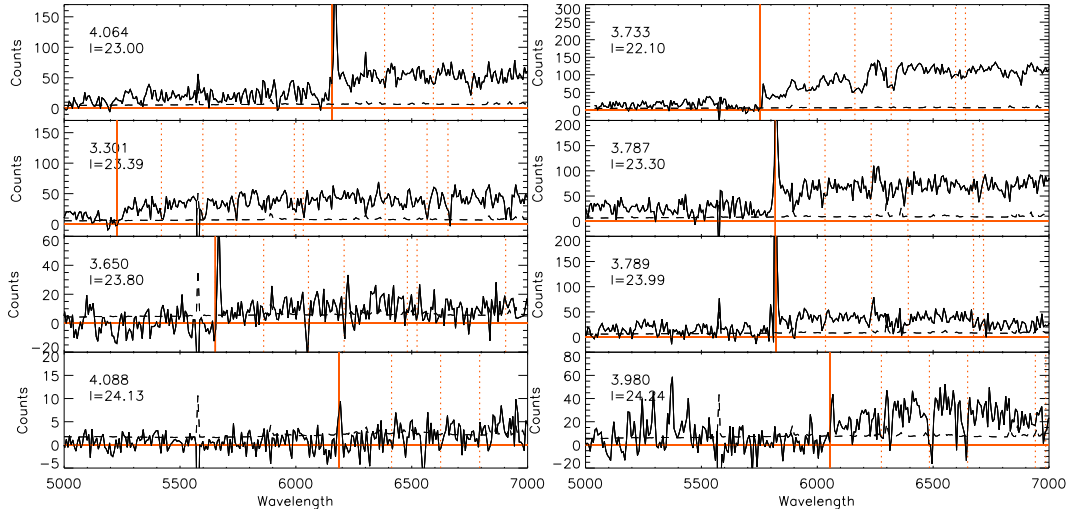 150
100
50
0
Counts
4.064
I=23.00
150
100
50
0
Counts
3.301
I=23.39
60
40
20
0
20
Counts
3.650
I=23.80
20
15
10
5
0
−5
Counts
4.088
I=24.13
5000 5500 6000 6500 7000
Wavelength
300
250
200
150
100
50
0
Counts
3.733
I=22.10
200
150
100
50
0
Counts
3.787
I=23.30
200
150
100
50
0
Counts
3.789
I=23.99
80
60
40
20
0
−20
Counts
3.980
I=24.24
5000 5500 6000 6500 7000
Wavelength